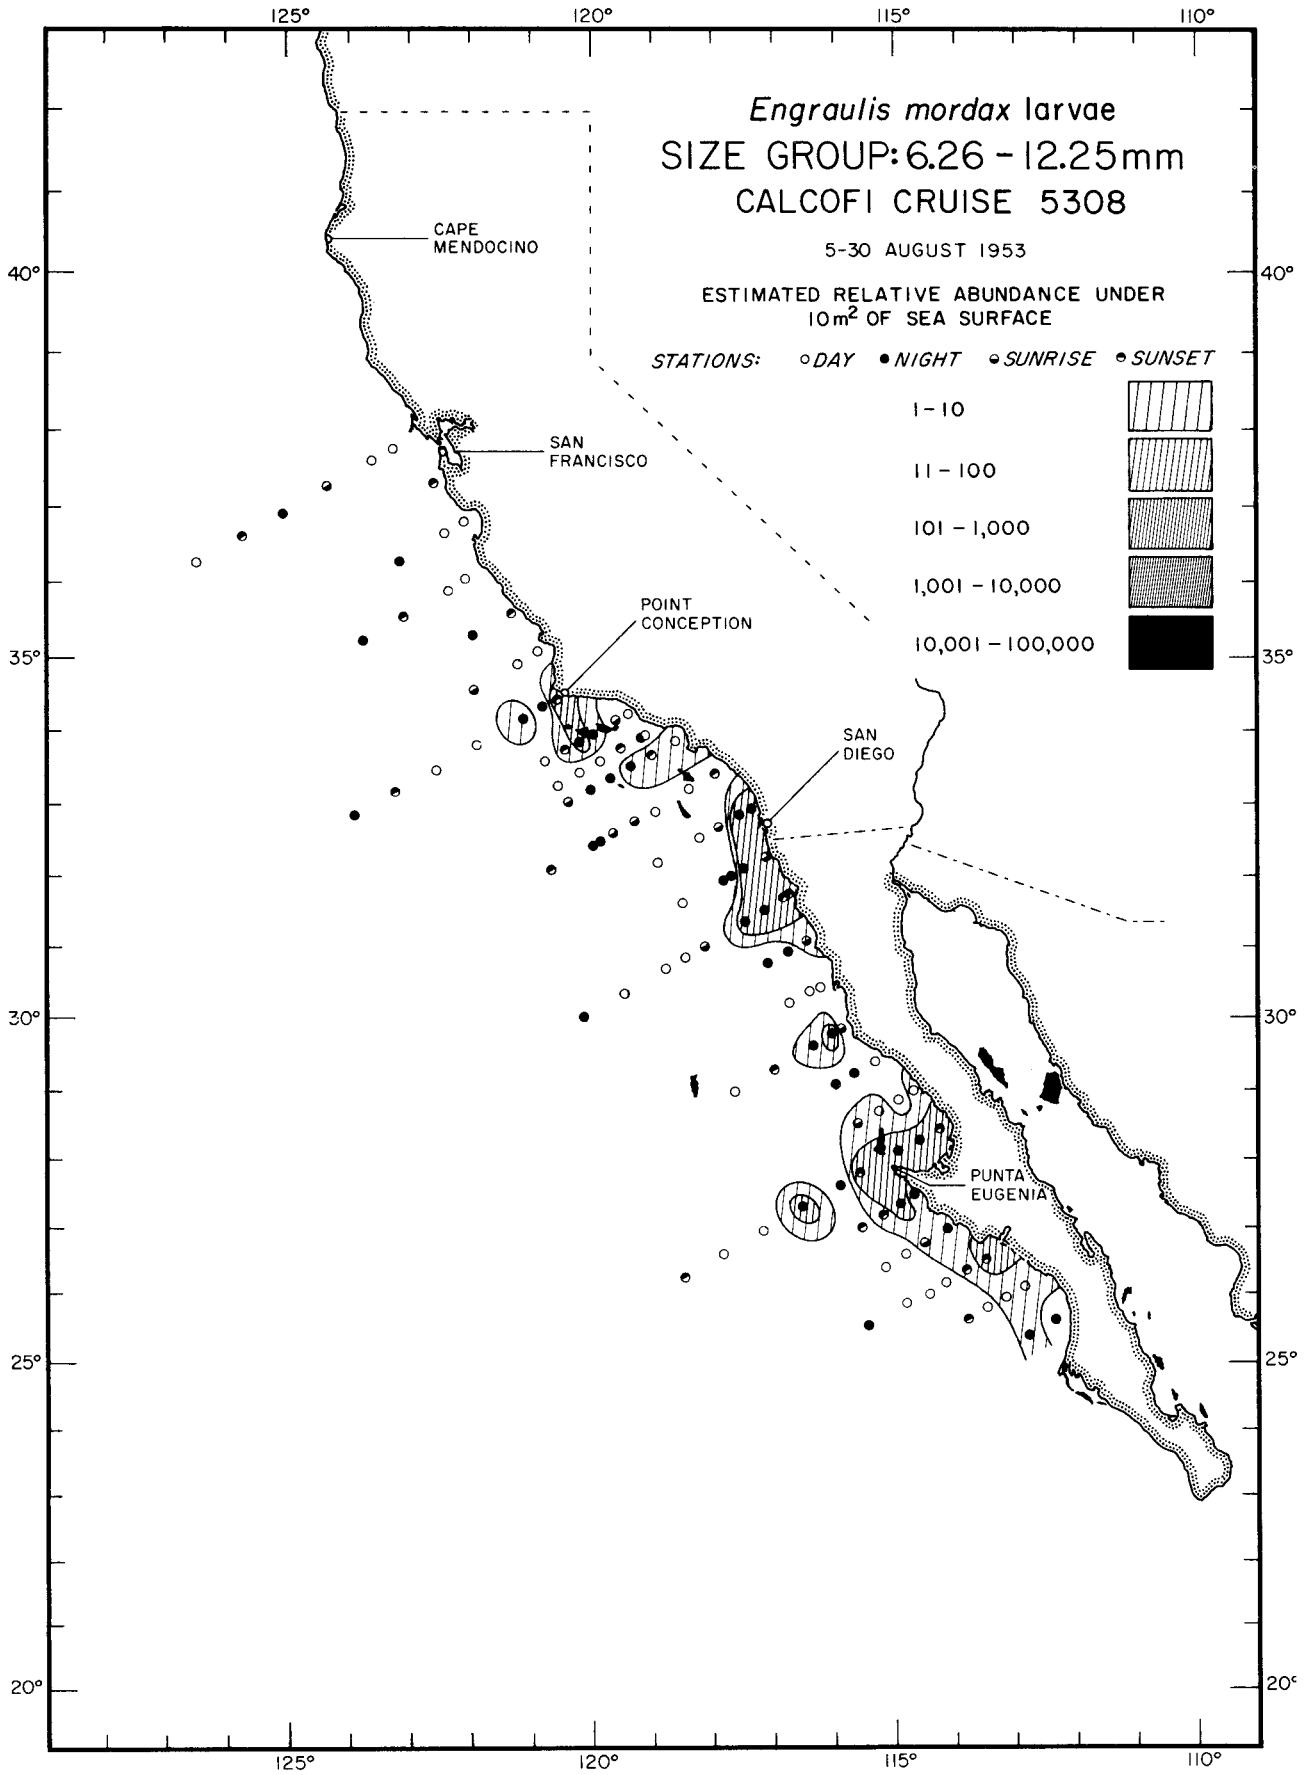 125° 120° 115° 110°
Engraulis mordax larvae
SIZE GROUP: 6.26 - 12.25mm
CALCOFI CRUISE 5308
5-30 AUGUST 1953
ESTIMATED RELATIVE ABUNDANCE UNDER
10m² OF SEA SURFACE
STATIONS: DAY NIGHT SUNRISE SUNSET
1-10
11-100
101-1,000
1,001-10,000
10,001-100,000
CAPE
MENDOCINO
40° 40°
SAN
FRANCISCO
POINT
CONCEPTION
35° 35°
SAN
DIEGO
30° 30°
PUNTA
EUGENIA
25° 25°
20° 20°
125° 120° 115° 110°